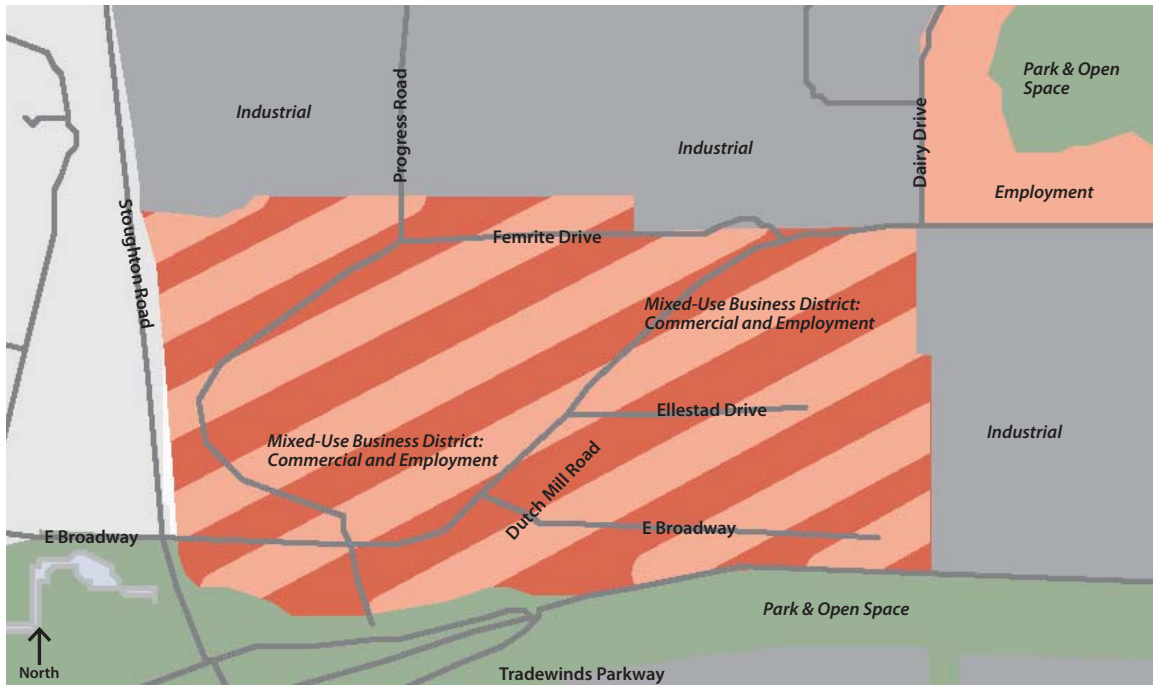 Park & Open
Space
Industrial
Progress Road
Industrial
Dairy Drive
Employment
Stoughton Road
Femrite Drive
Mixed-Use Business District:
Commercial and Employment
Ellestad Drive
Industrial
Mixed-Use Business District:
Commercial and Employment
Dutch Mill Road
E Broadway
E Broadway
Park & Open Space
North
Tradewinds Parkway